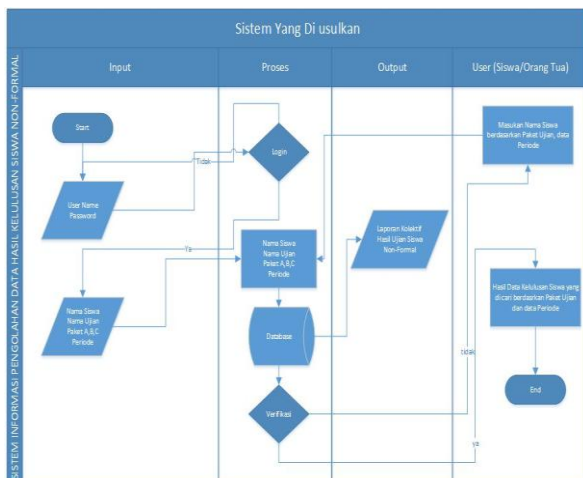 Sistem Yang Di usulkan
SISTEM INFORMASI PENGOLAHAN DATA HASIL KELULUSAN SISWA NON-FORMAL
Input
Proses
Output
User (Siswa/Orang Tua)
Start
Login
Masukan Nama Siswa
berdasarkan Paket Ujian, data
Periode
Tidak
User Name
Password
Ya
Nama Siswa
Nama Ujian
Paket A,B,C
Periode
Laporan Kolektif
Hasil Ujian Siswa
Non-Formal
Nama Siswa
Nama Ujian
Paket A,B,C
Periode
Database
Hasil Data Kelulusan Siswa yang
di cari berdasarkan Paket Ujian
dan data Periode
tidak
Verifikasi
End
ya